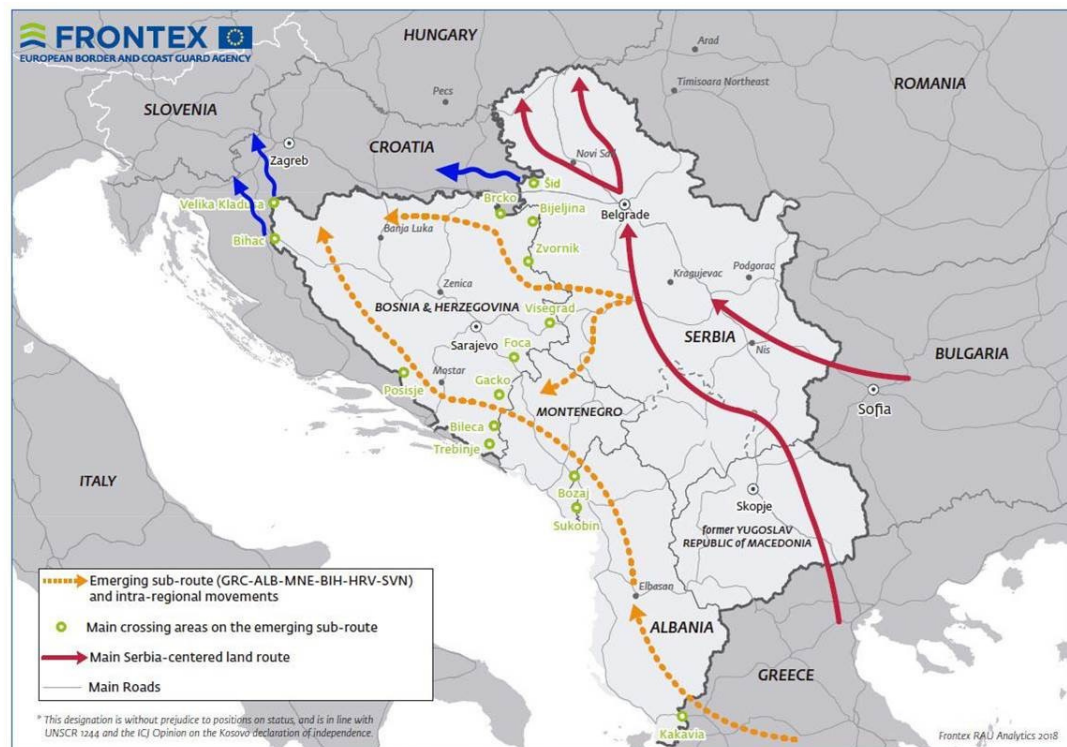 FRONTEX
EUROPEAN BORDER AND COAST GUARD AGENCY
HUNGARY
Arad
Timisoara Northeast
ROMANIA
Pecs
SLOVENIA
Zagreb
CROATIA
Novi Sad
Šid
Velika Kladusa
Brcko
Bijeljina
Belgrade
Banja Luka
Bihac
Zvornik
Kragujevac
Podgorac
Zenica
BOSNIA & HERZEGOVINA
Visegrad
SERBIA
Sarajevo
Foca
Nis
BULGARIA
Mostar
Gacko
Posisje
MONTENEGRO
Sofia
Bileca
Trebinje
ITALY
Bozaj
Skopje
Sukobin
former YUGOSLAV
REPUBLIC of MACEDONIA
Emerging sub-route (GRC-ALB-MNE-BIH-HRV-SVN)
and intra-regional movements
Elbasan
Main crossing areas on the emerging sub-route
ALBANIA
Main Serbia-centered land route
GREECE
Main Roads
* This designation is without prejudice to positions on status, and is in line with
UNSCR 1244 and the ICJ Opinion on the Kosovo declaration of independence.
Kakavia
Frontex RAU Analytics 2018